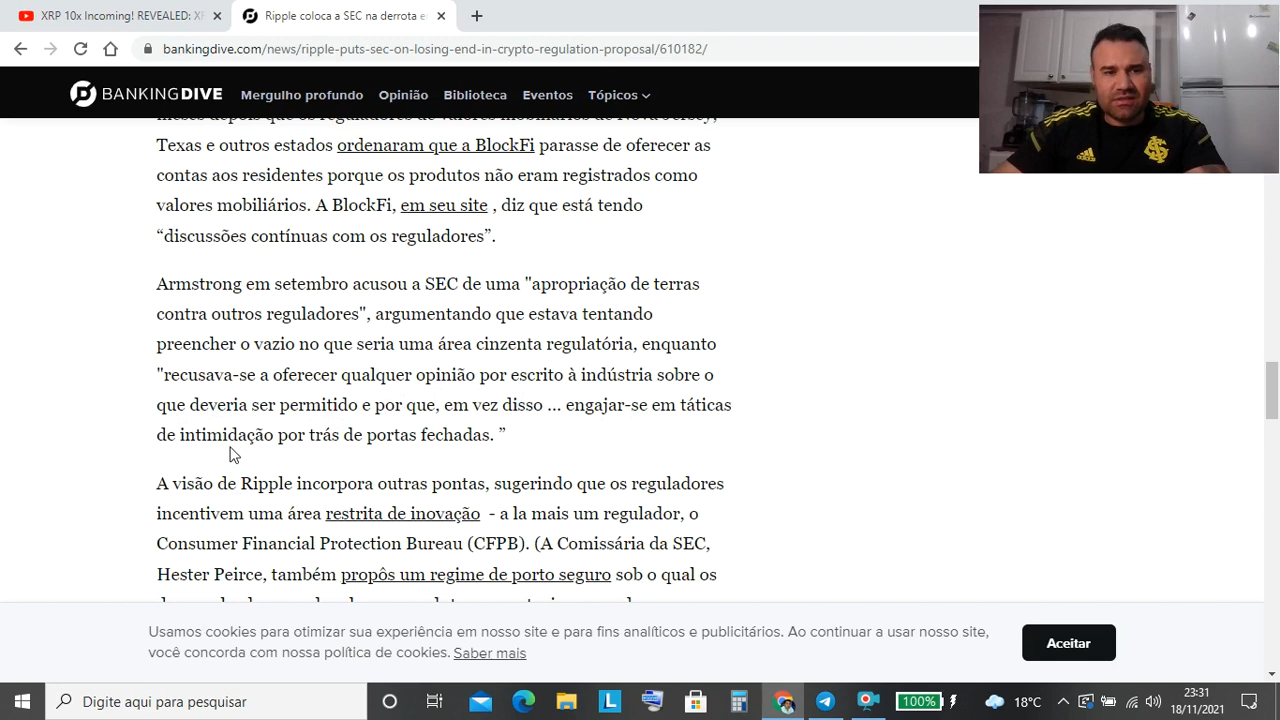 XRP 10x Incoming! REVEALED: XR
Ripple coloca a SEC na derrota e
bankingdive.com/news/ripple-puts-sec-on-losing-end-in-crypto-regulation-proposal/610182/
BANKINGDIVE Mergulho profundo Opinião Biblioteca Eventos Tópicos
meses depois que os reguladores de valores mobiliários de Nova Jersey,
Texas e outros estados ordenaram que a BlockFi parasse de oferecer as
contas aos residentes porque os produtos não eram registrados como
valores mobiliários. A BlockFi, em seu site , diz que está tendo
“discussões contínuas com os reguladores”.
Armstrong em setembro acusou a SEC de uma "apropriação de terras
contra outros reguladores", argumentando que estava tentando
preencher o vazio no que seria uma área cinzenta regulatória, enquanto
"recusava-se a oferecer qualquer opinião por escrito à indústria sobre o
que deveria ser permitido e por que, em vez disso ... engajar-se em táticas
de intimidação por trás de portas fechadas. ”
A visão de Ripple incorpora outras pontas, sugerindo que os reguladores
incentivem uma área restrita de inovação - a la mais um regulador, o
Consumer Financial Protection Bureau (CFPB). (A Comissária da SEC,
Hester Peirce, também propôs um regime de porto seguro sob o qual os
Usamos cookies para otimizar sua experiência em nosso site e para fins analíticos e publicitários. Ao continuar a usar nosso site,
você concorda com nossa política de cookies. Saber mais
Aceitar
Digite aqui para pesquisar
L
100%
18°C
23:31
18/11/2021
adidas